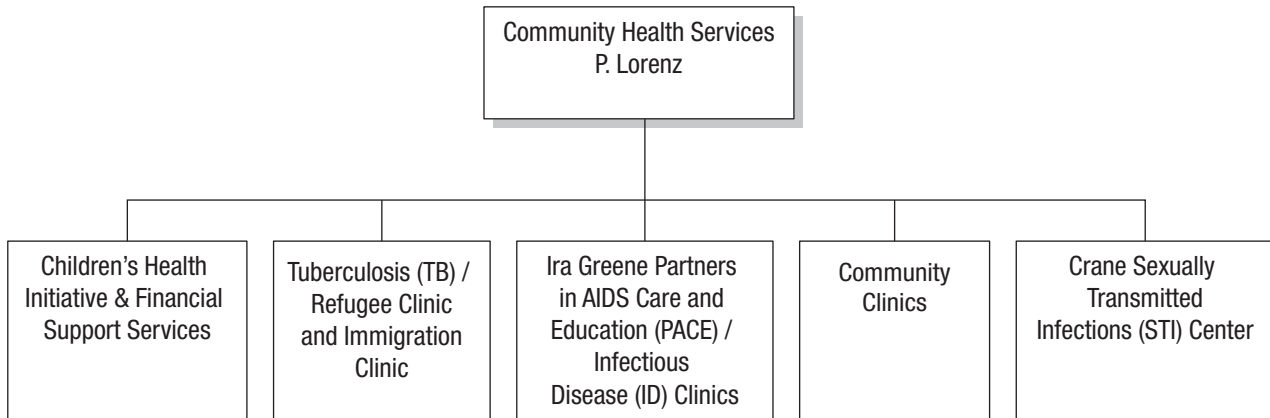 Community Health Services
P. Lorenz
Children’s Health
Initiative & Financial
Support Services
Tuberculosis (TB) /
Refugee Clinic
and Immigration
Clinic
Ira Greene Partners
in AIDS Care and
Education (PACE) /
Infectious
Disease (ID) Clinics
Community
Clinics
Crane Sexually
Transmitted
Infections (STI) Center